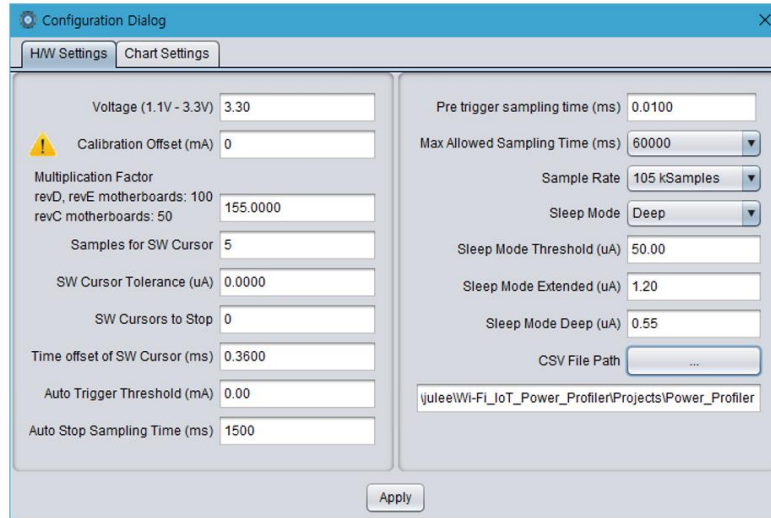 Configuration Dialog
H/W Settings
Chart Settings
Voltage (1.1V - 3.3V) 3.30
Calibration Offset (mA) 0
Multiplication Factor
revD, revE motherboards: 100
revC motherboards: 50
155.0000
Samples for SW Cursor 5
SW Cursor Tolerance (uA) 0.0000
SW Cursors to Stop 0
Time offset of SW Cursor (ms) 0.3600
Auto Trigger Threshold (mA) 0.00
Auto Stop Sampling Time (ms) 1500
Pre trigger sampling time (ms) 0.0100
Max Allowed Sampling Time (ms) 60000
Sample Rate 105 kSamples
Sleep Mode Deep
Sleep Mode Threshold (uA) 50.00
Sleep Mode Extended (uA) 1.20
Sleep Mode Deep (uA) 0.55
CSV File Path ...
\julee\Wi-Fi_IoT_Power_Profiler\Projects\Power_Profiler
Apply